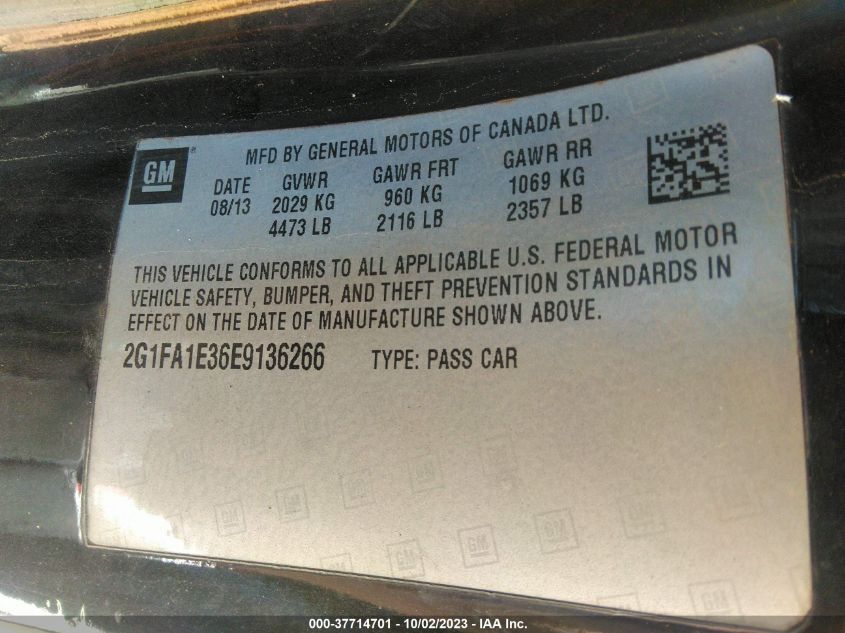 GM
MFD BY GENERAL MOTORS OF CANADA LTD.
DATE GVWR GAWR FRT GAWR RR
08/13 2029 KG 960 KG 1069 KG
4473 LB 2116 LB 2357 LB
THIS VEHICLE CONFORMS TO ALL APPLICABLE U.S. FEDERAL MOTOR
VEHICLE SAFETY, BUMPER, AND THEFT PREVENTION STANDARDS IN
EFFECT ON THE DATE OF MANUFACTURE SHOWN ABOVE.
2G1FA1E36E9136266 TYPE: PASS CAR
000-37714701 - 10/02/2023 - IAA Inc.